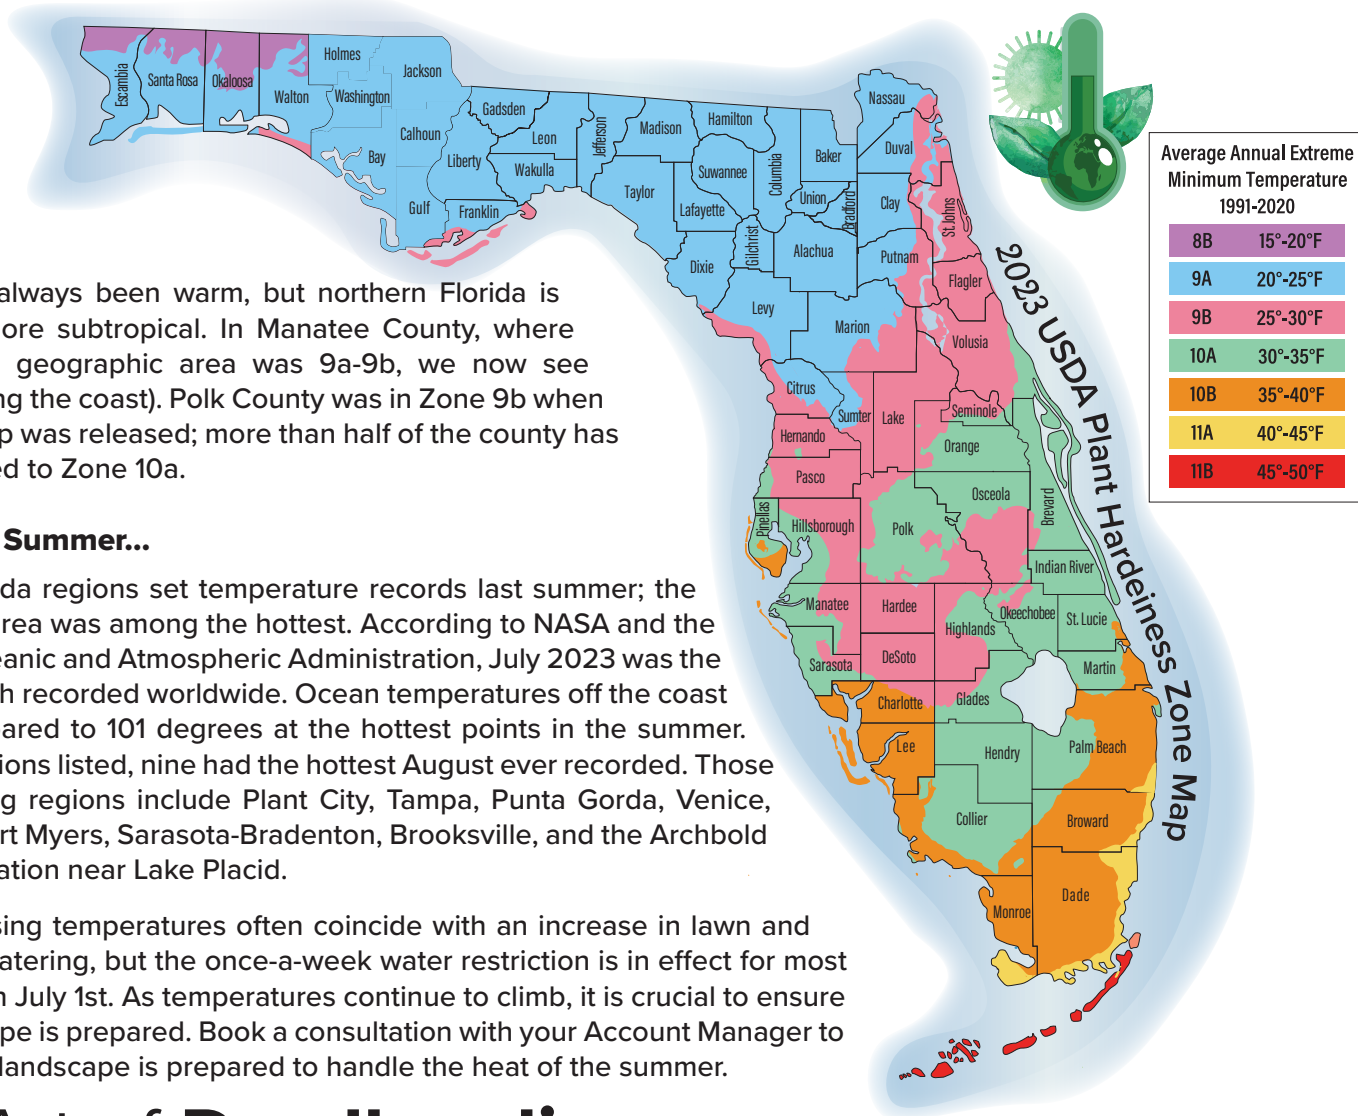 Holmes
Jackson
Escambia
Santa Rosa
Okaloosa
Walton
Washington
Gadsden
Leon
Jefferson
Madison
Hamilton
Nassau
Calhoun
Bay
Liberty
Wakulla
Suwannee
Columbia
Baker
Duval
Gulf
Franklin
Taylor
Lafayette
Union
Bradford
Clay
St. Johns
Dixie
Gilchrist
Alachua
Putnam
Flagler
Levy
Marion
Volusia
Citrus
Sumter
Lake
Seminole
Hernando
Orange
Pasco
Osceola
Brevard
Pinellas
Hillsborough
Polk
Indian River
Manatee
Hardee
Highlands
Okeechobee
St. Lucie
Sarasota
DeSoto
Martin
Charlotte
Glades
Lee
Hendry
Palm Beach
Collier
Broward
Monroe
Dade
2023 USDA Plant Hardeiness Zone Map
Average Annual Extreme
Minimum Temperature
1991-2020
8B 15°-20°F
9A 20°-25°F
9B 25°-30°F
10A 30°-35°F
10B 35°-40°F
11A 40°-45°F
11B 45°-50°F
always been warm, but northern Florida is
ore subtropical. In Manatee County, where
geographic area was 9a-9b, we now see
ng the coast). Polk County was in Zone 9b when
p was released; more than half of the county has
ed to Zone 10a.
Summer...
da regions set temperature records last summer; the
rea was among the hottest. According to NASA and the
eanic and Atmospheric Administration, July 2023 was the
h recorded worldwide. Ocean temperatures off the coast
ared to 101 degrees at the hottest points in the summer.
ions listed, nine had the hottest August ever recorded. Those
g regions include Plant City, Tampa, Punta Gorda, Venice,
rt Myers, Sarasota-Bradenton, Brooksville, and the Archbold
ation near Lake Placid.
sing temperatures often coincide with an increase in lawn and
atering, but the once-a-week water restriction is in effect for most
h July 1st. As temperatures continue to climb, it is crucial to ensure
pe is prepared. Book a consultation with your Account Manager to
landscape is prepared to handle the heat of the summer.